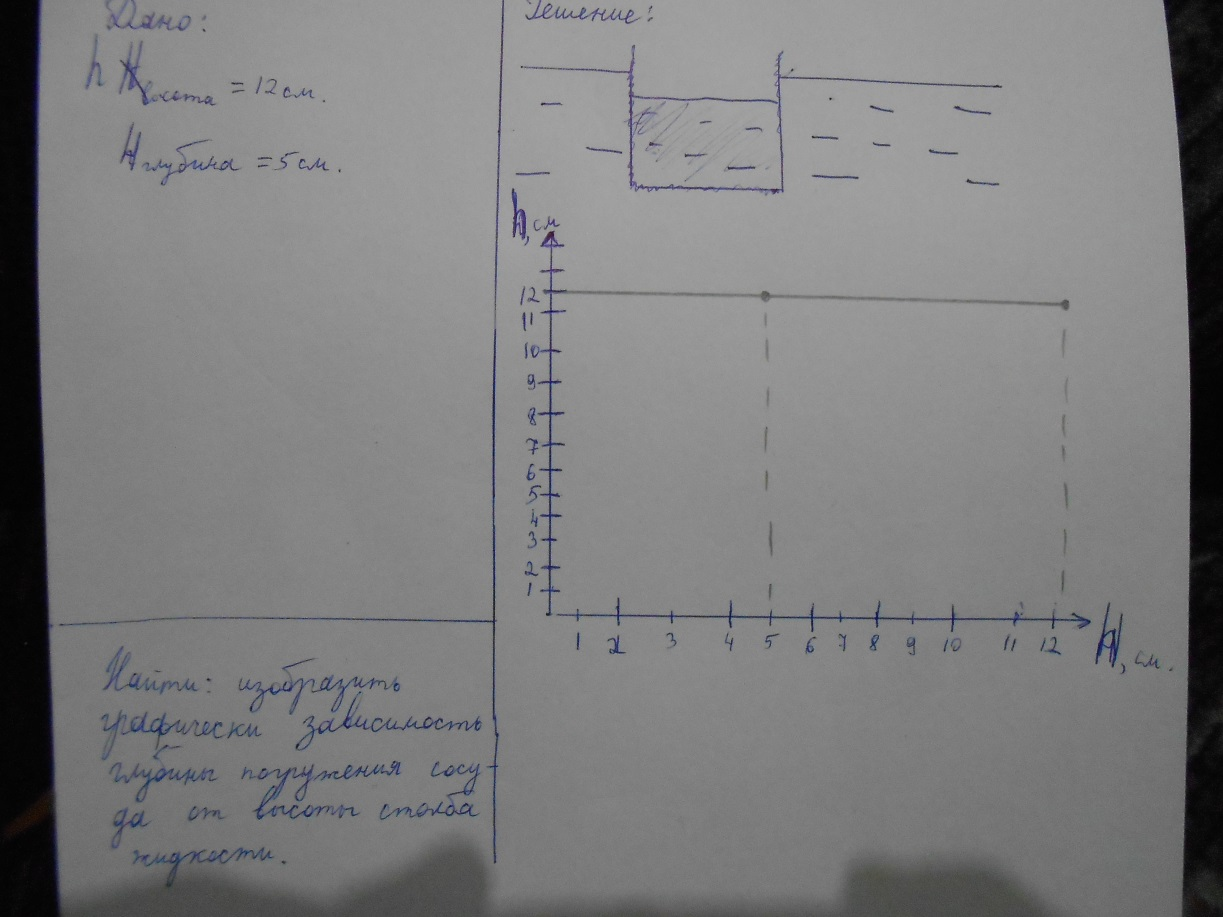 Дано:
h высота = 12 см.
H глубина = 5 см.
Найти: изобразить
графически зависимость
глубины погружения сосу-
да от высоты столба
жидкости.
Решение:
h, см
12
11
10
9
8
7
6
5
4
3
2
1
1 2 3 4 5 6 7 8 9 10 11 12
H, см.